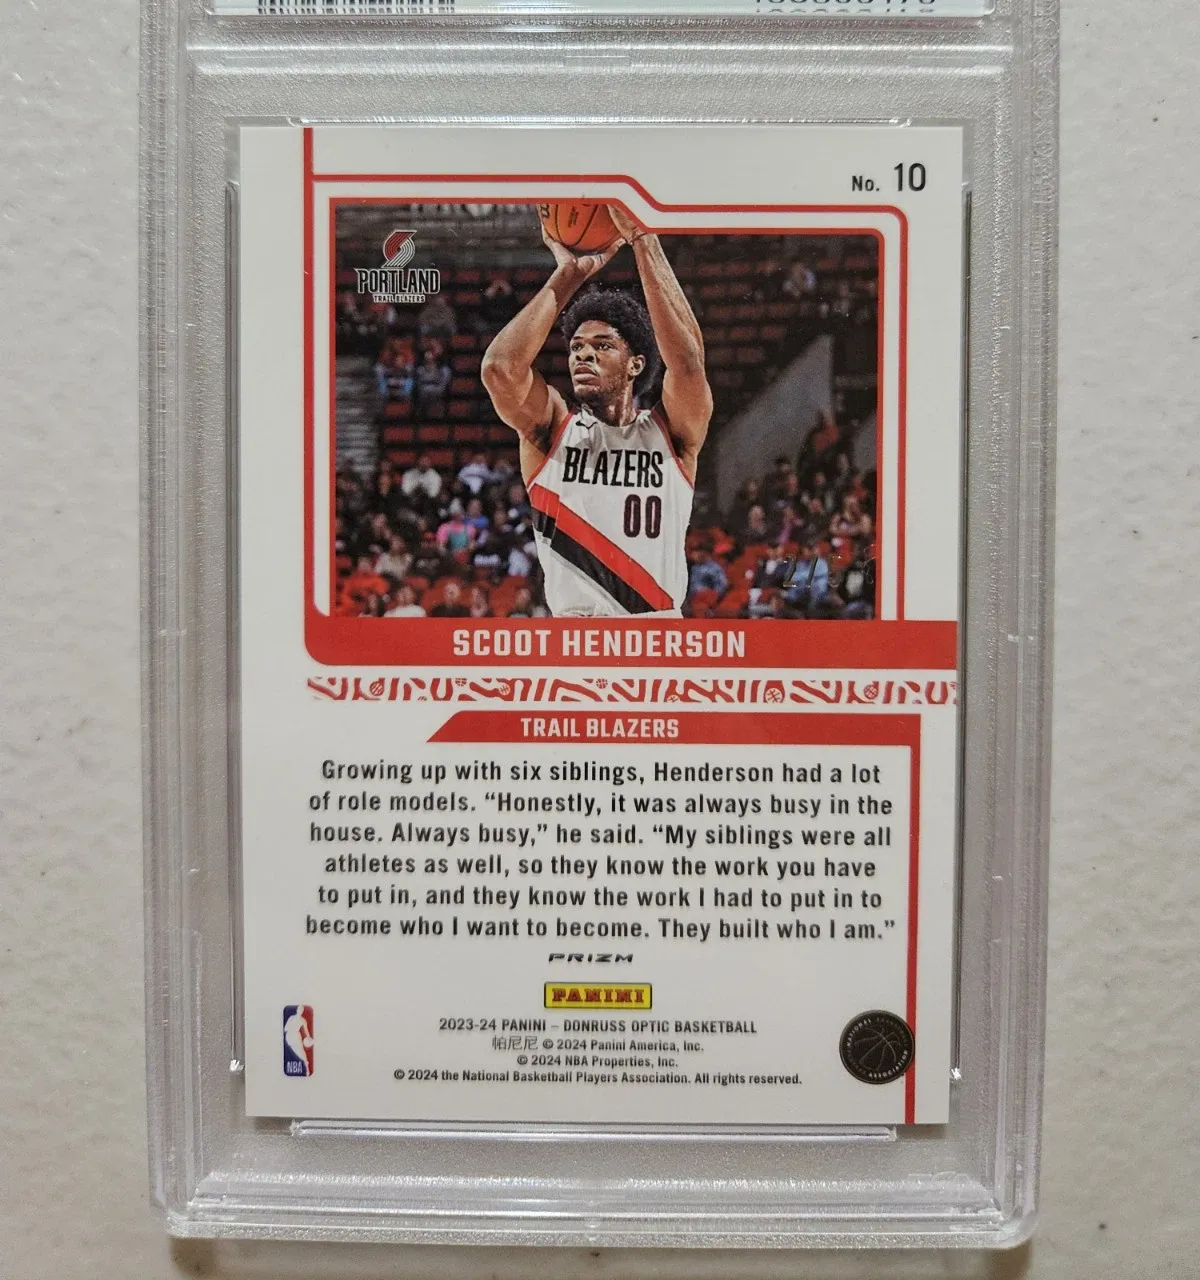 No. 10
PORTLAND
TRAIL BLAZERS
BLAZERS
00
SCOOT HENDERSON
TRAIL BLAZERS
Growing up with six siblings, Henderson had a lot
of role models. “Honestly, it was always busy in the
house. Always busy,” he said. “My siblings were all
athletes as well, so they know the work you have
to put in, and they know the work I had to put in to
become who I want to become. They built who I am.”
PRIZM
PANINI
2023-24 PANINI – DONRUSS OPTIC BASKETBALL
帕尼尼 © 2024 Panini America, Inc.
© 2024 NBA Properties, Inc.
© 2024 the National Basketball Players Association. All rights reserved.
NBA